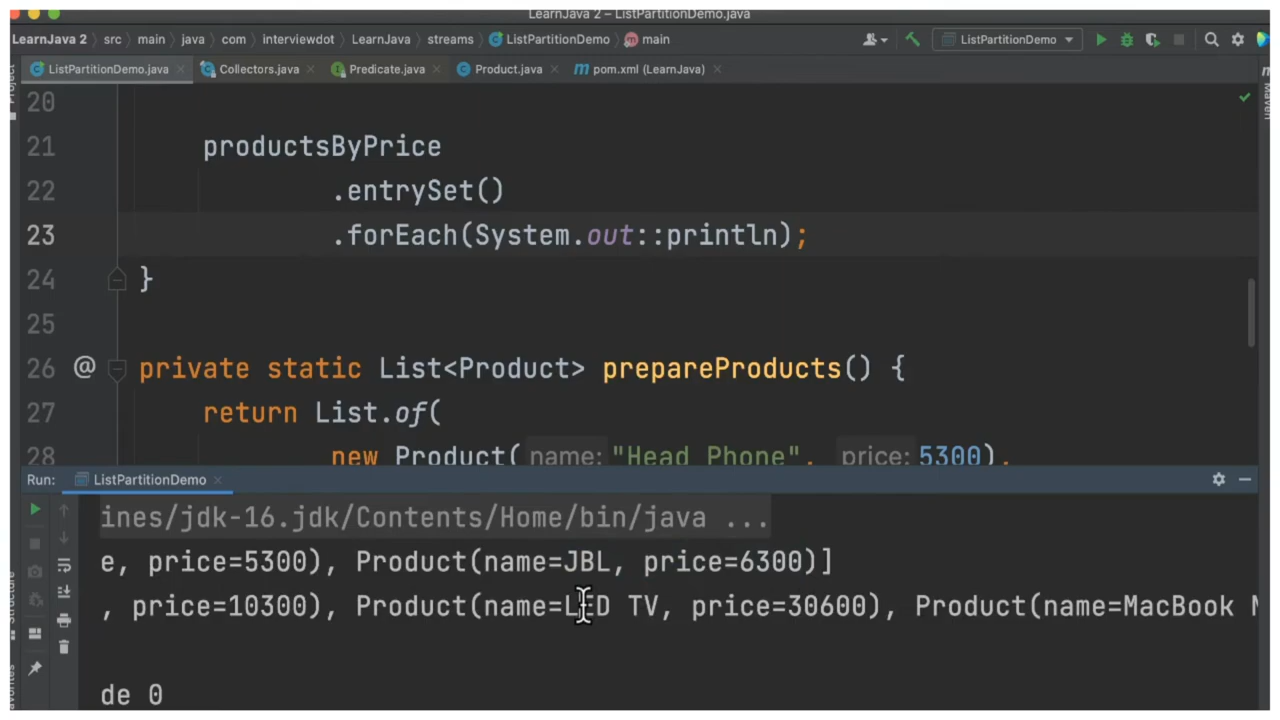 LearnJava 2 – ListPartitionDemo.java
LearnJava 2 › src › main › java › com › interviewdot › LearnJava › streams › ListPartitionDemo › main ListPartitionDemo
ListPartitionDemo.java Collectors.java Predicate.java Product.java pom.xml (LearnJava)
Project
Maven
20
21 productsByPrice
22 .entrySet()
23 .forEach(System.out::println);
24 }
25
26 @ private static List<Product> prepareProducts() {
27 return List.of(
28 new Product( name: "Head Phone", price: 5300),
Run: ListPartitionDemo
ines/jdk-16.jdk/Contents/Home/bin/java ...
e, price=5300), Product(name=JBL, price=6300)]
, price=10300), Product(name=LED TV, price=30600), Product(name=MacBook
Structure
de 0